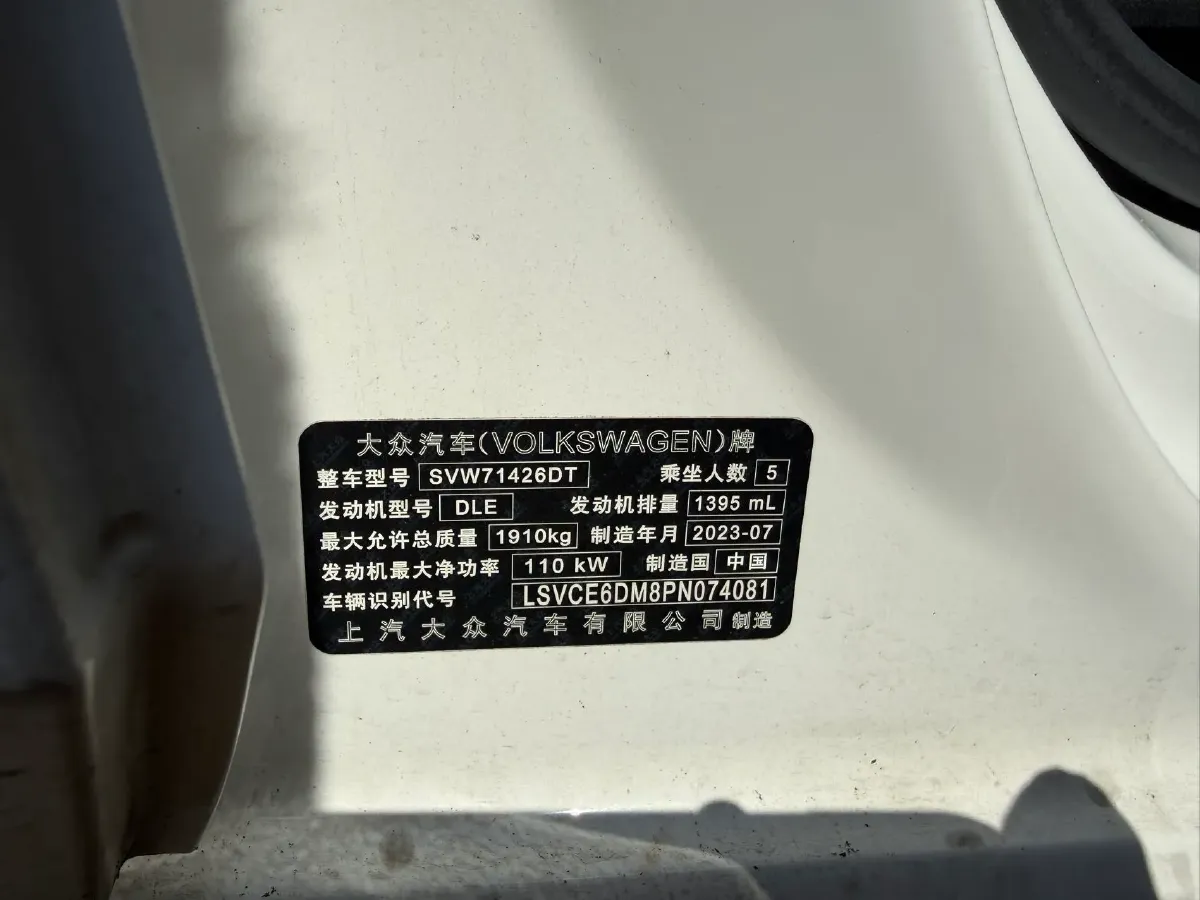 大众汽车(VOLKSWAGEN)牌
整车型号 SVW71426DT 乘坐人数 5
发动机型号 DLE 发动机排量 1395 mL
最大允许总质量 1910kg 制造年月 2023-07
发动机最大净功率 110 kW 制造国 中国
车辆识别代号 LSVCE6DM8PN074081
上汽大众汽车有限公司 制造